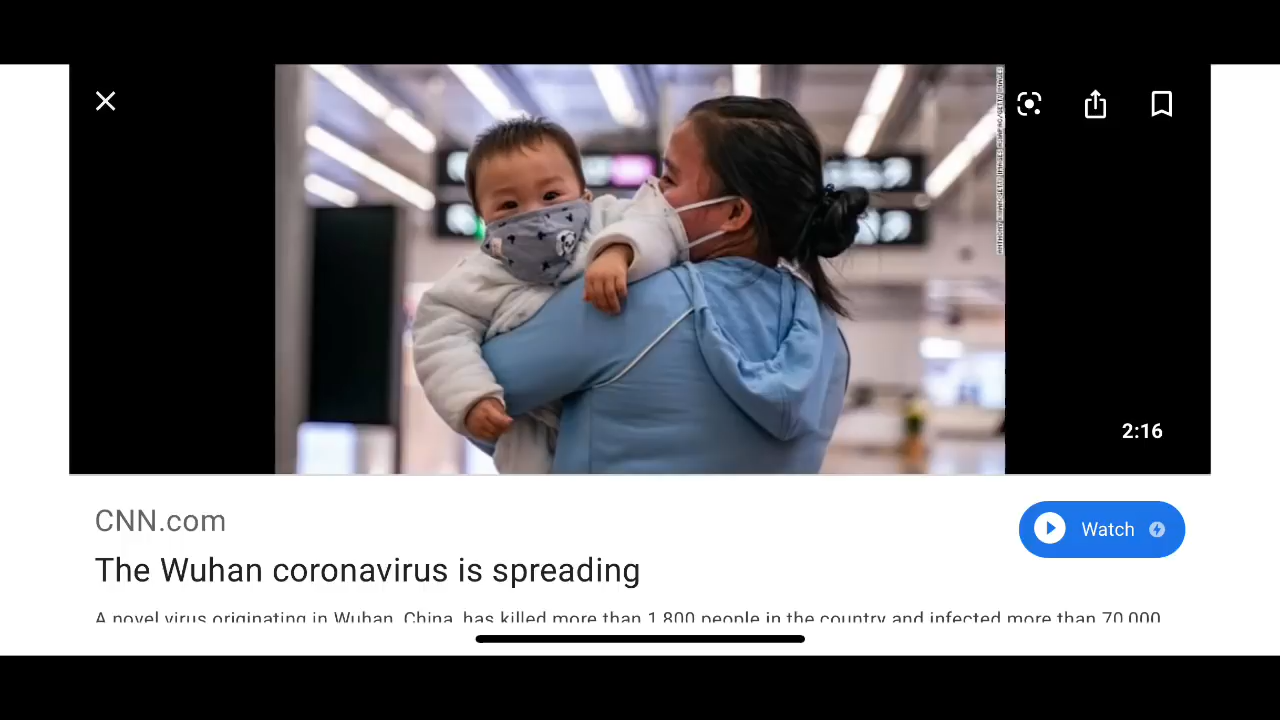 2:16
CNN.com
Watch
The Wuhan coronavirus is spreading
A novel virus originating in Wuhan, China, has killed more than 1,800 people in the country and infected more than 70,000